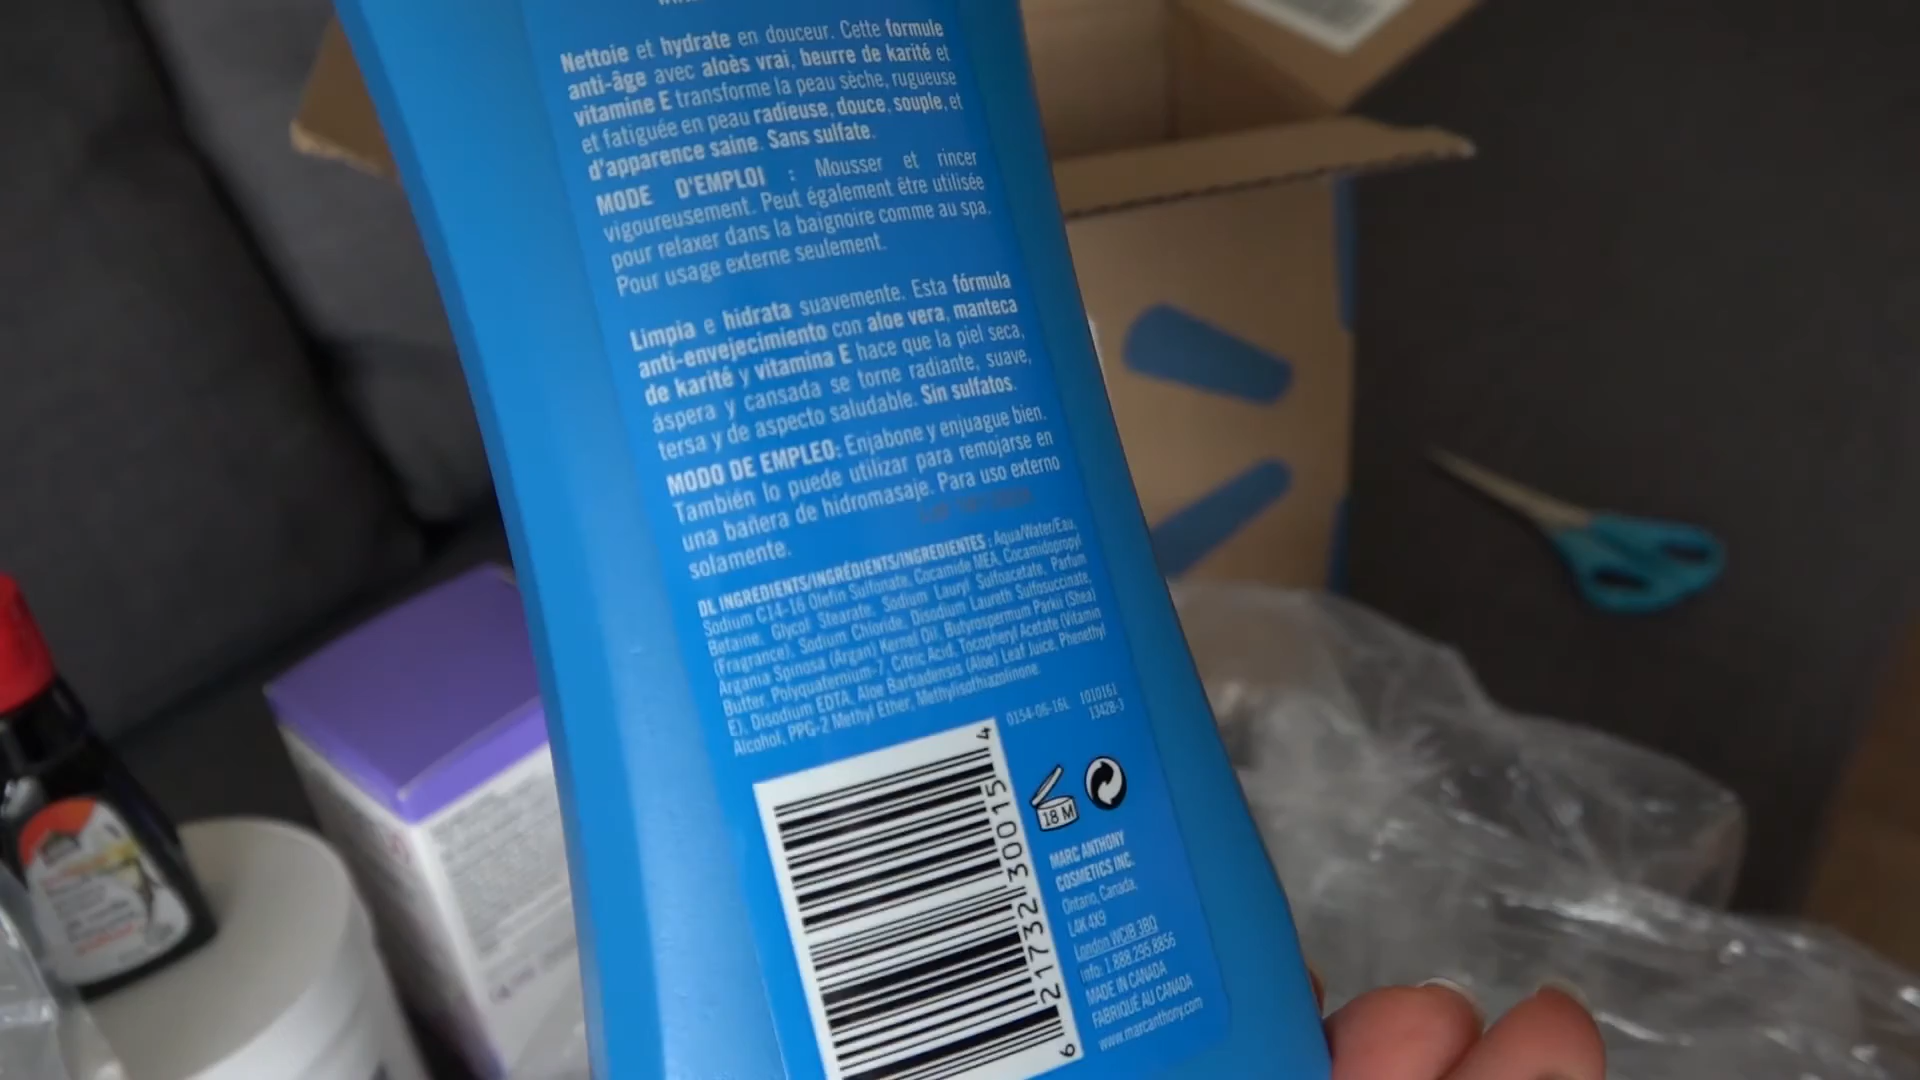 Nettoie et hydrate en douceur. Cette formule
anti-âge avec aloès vrai, beurre de karité et
vitamine E transforme la peau sèche, rugueuse
et fatiguée en peau radieuse, douce, souple, et
d'apparence saine. Sans sulfate.
MODE D'EMPLOI : Mousser et rincer
vigoureusement. Peut également être utilisée
pour relaxer dans la baignoire comme au spa.
Pour usage externe seulement.
Limpia e hidrata suavemente. Esta fórmula
anti-envejecimiento con aloe vera, manteca
de karité y vitamina E hace que la piel seca,
áspera y cansada se torne radiante, suave,
tersa y de aspecto saludable. Sin sulfatos.
MODO DE EMPLEO: Enjabone y enjuague bien.
También lo puede utilizar para remojarse en
una bañera de hidromasaje. Para uso externo
solamente.
DL INGREDIENTS/INGRÉDIENTS/INGREDIENTES : Aqua/Water/Eau,
Sodium C14-16 Olefin Sulfonate, Cocamide MEA, Cocamidopropyl
Betaine, Glycol Stearate, Sodium Lauryl Sulfoacetate, Parfum
(Fragrance), Sodium Chloride, Disodium Laureth Sulfosuccinate,
Argania Spinosa (Argan) Kernel Oil, Butyrospermum Parkii (Shea)
Butter, Polyquaternium-7, Citric Acid, Tocopheryl Acetate (Vitamin
E), Disodium EDTA, Aloe Barbadensis (Aloe) Leaf Juice, Phenethyl
Alcohol, PPG-2 Methyl Ether, Methylisothiazolinone.
0154-06-16L 1010161
13428-3
6 21732 30015 4
18 M
MARC ANTHONY
COSMETICS INC.
Ontario, Canada,
L4K 4X9
London WC1B 3BQ
Info: 1.888.295.8856
MADE IN CANADA
FABRIQUÉ AU CANADA
www.marcanthony.com